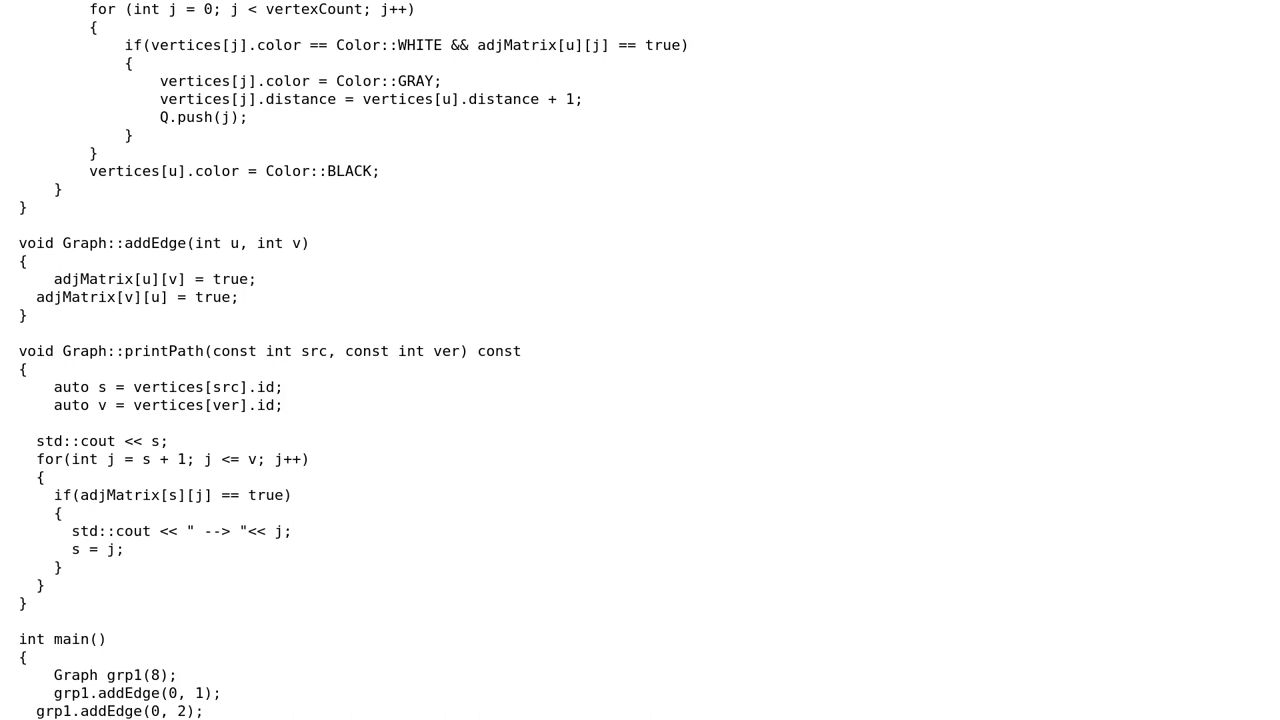 for (int j = 0; j < vertexCount; j++)
        {
            if(vertices[j].color == Color::WHITE && adjMatrix[u][j] == true)
            {
                vertices[j].color = Color::GRAY;
                vertices[j].distance = vertices[u].distance + 1;
                Q.push(j);
            }
        }
        vertices[u].color = Color::BLACK;
    }
}

void Graph::addEdge(int u, int v)
{
    adjMatrix[u][v] = true;
  adjMatrix[v][u] = true;
}

void Graph::printPath(const int src, const int ver) const
{
    auto s = vertices[src].id;
    auto v = vertices[ver].id;

  std::cout << s;
  for(int j = s + 1; j <= v; j++)
  {
    if(adjMatrix[s][j] == true)
    {
      std::cout << " --> "<< j;
      s = j;
    }
  }
}

int main()
{
    Graph grp1(8);
    grp1.addEdge(0, 1);
  grp1.addEdge(0, 2);